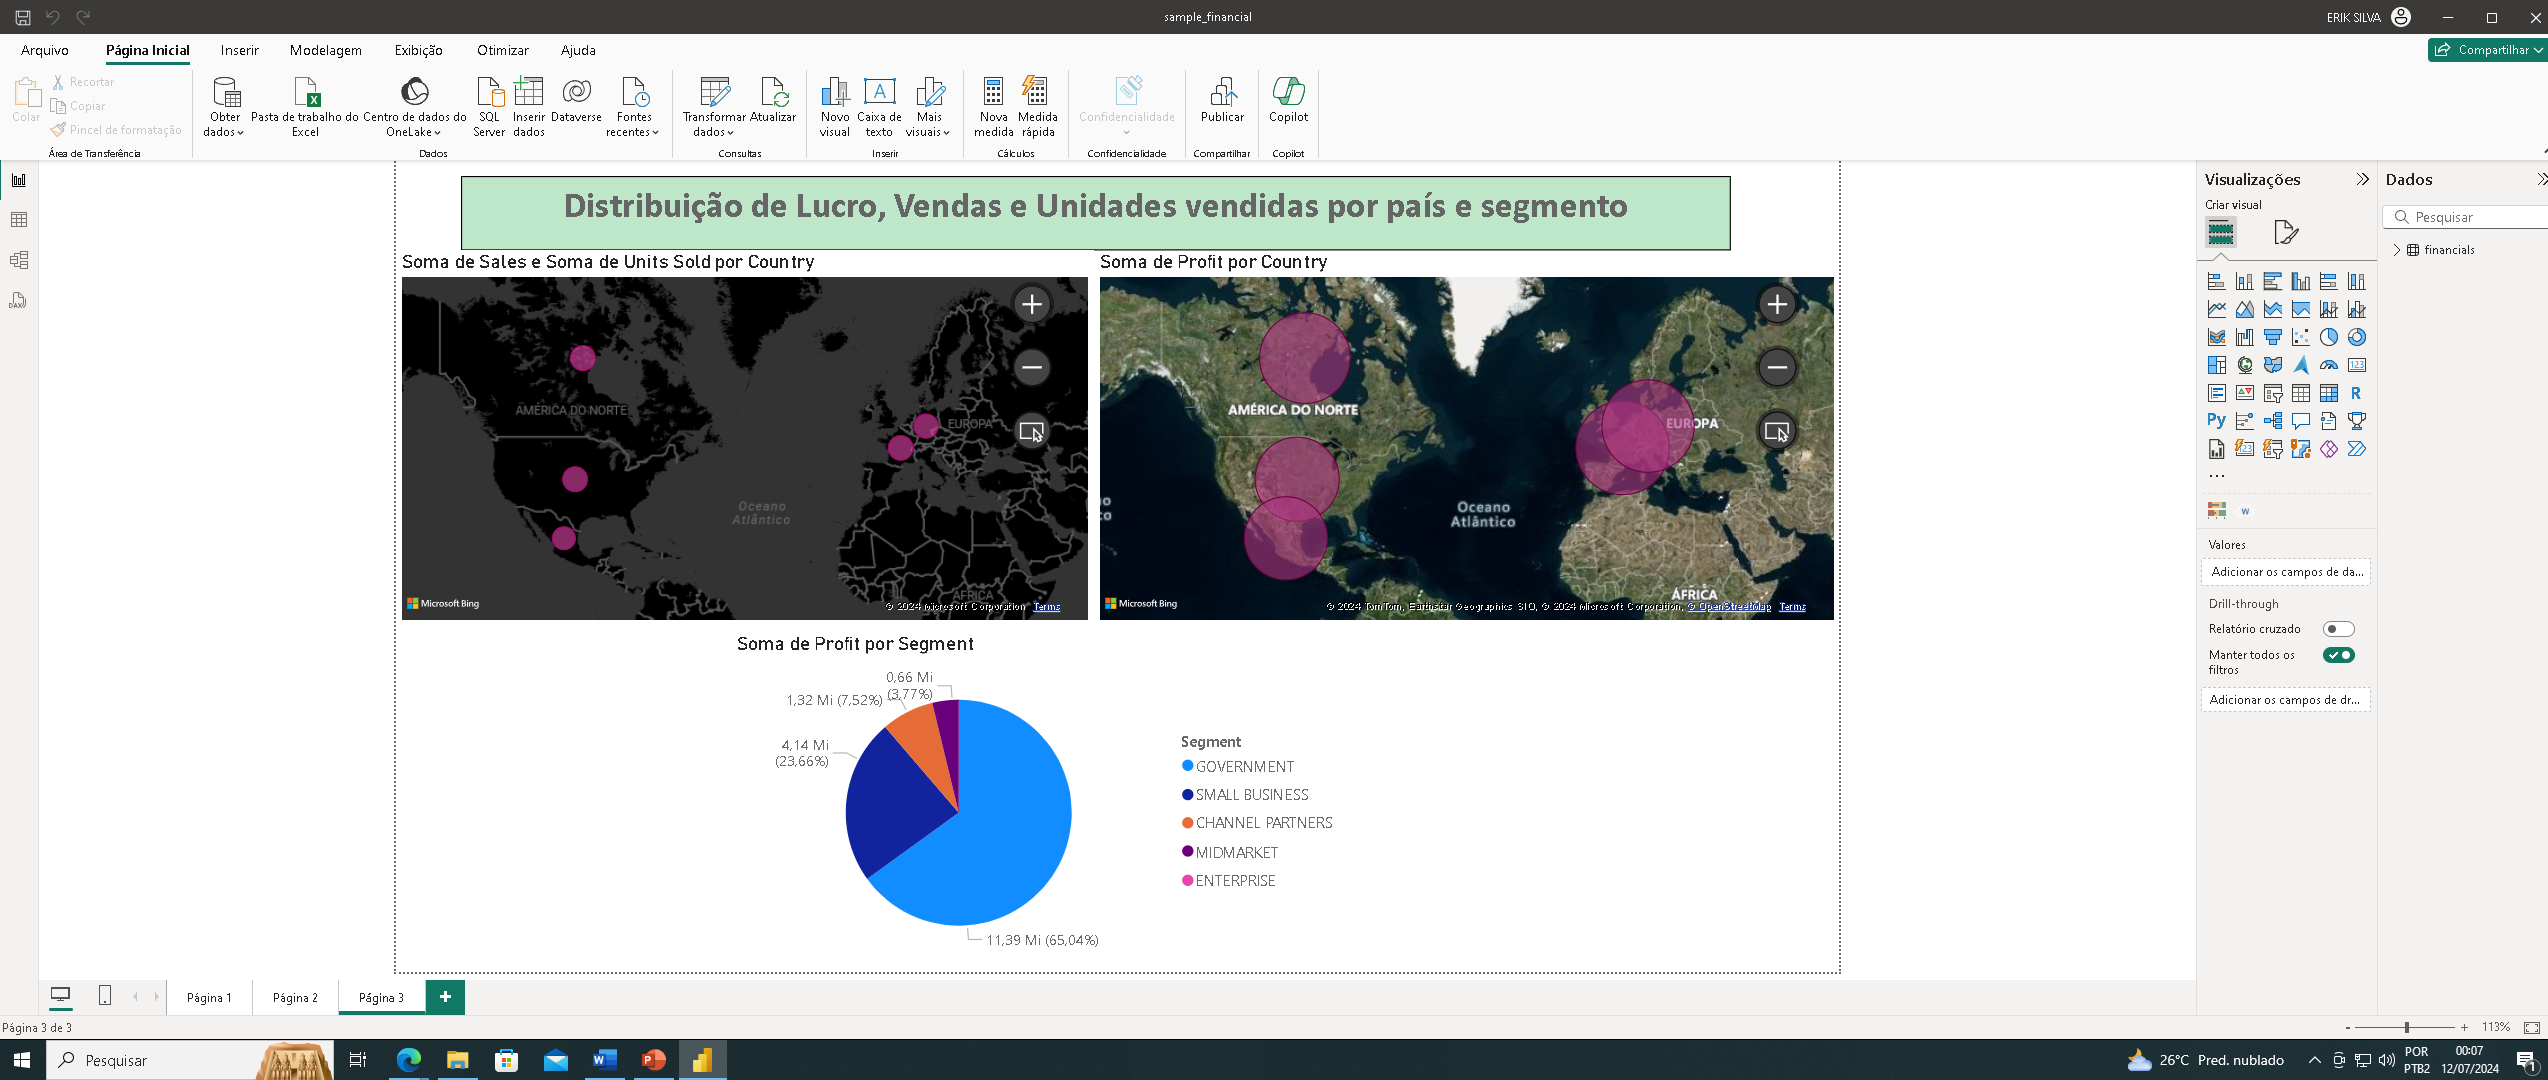 sample_financial
ERIK SILVA
Arquivo
Página Inicial
Inserir
Modelagem
Exibição
Otimizar
Ajuda
Compartilhar
Colar
Recortar
Copiar
Pincel de formatação
Área de Transferência
Obter
dados
Pasta de trabalho do
Excel
Centro de dados do
OneLake
SQL
Server
Inserir
dados
Dataverse
Fontes
recentes
Dados
Transformar
dados
Atualizar
Consultas
Novo
visual
Caixa de
texto
Mais
visuais
Inserir
Nova
medida
Medida
rápida
Cálculos
Confidencialidade
Confidencialidade
Publicar
Compartilhar
Copilot
Copilot
Distribuição de Lucro, Vendas e Unidades vendidas por país e segmento
Soma de Sales e Soma de Units Sold por Country
AMÉRICA DO NORTE
EUROPA
Oceano
Atlântico
ÁFRICA
Microsoft Bing
© 2024 Microsoft Corporation Terms
Soma de Profit por Country
AMÉRICA DO NORTE
EUROPA
no
co
Oceano
Atlântico
ÁFRICA
Microsoft Bing
© 2024 TomTom, Earthstar Geographics SIO, © 2024 Microsoft Corporation, © OpenStreetMap Terms
Soma de Profit por Segment
0,66 Mi
(3,77%)
1,32 Mi (7,52%)
4,14 Mi
(23,66%)
11,39 Mi (65,04%)
Segment
GOVERNMENT
SMALL BUSINESS
CHANNEL PARTNERS
MIDMARKET
ENTERPRISE
Visualizações
Criar visual
123
R
Py
123
W
Valores
Adicionar os campos de da...
Drill-through
Relatório cruzado
Manter todos os
filtros
Adicionar os campos de dr...
Dados
Pesquisar
financials
DAX
Página 1
Página 2
Página 3
Página 3 de 3
- + 113%
Pesquisar
26°C Pred. nublado
POR
PTB2
00:07
12/07/2024
1